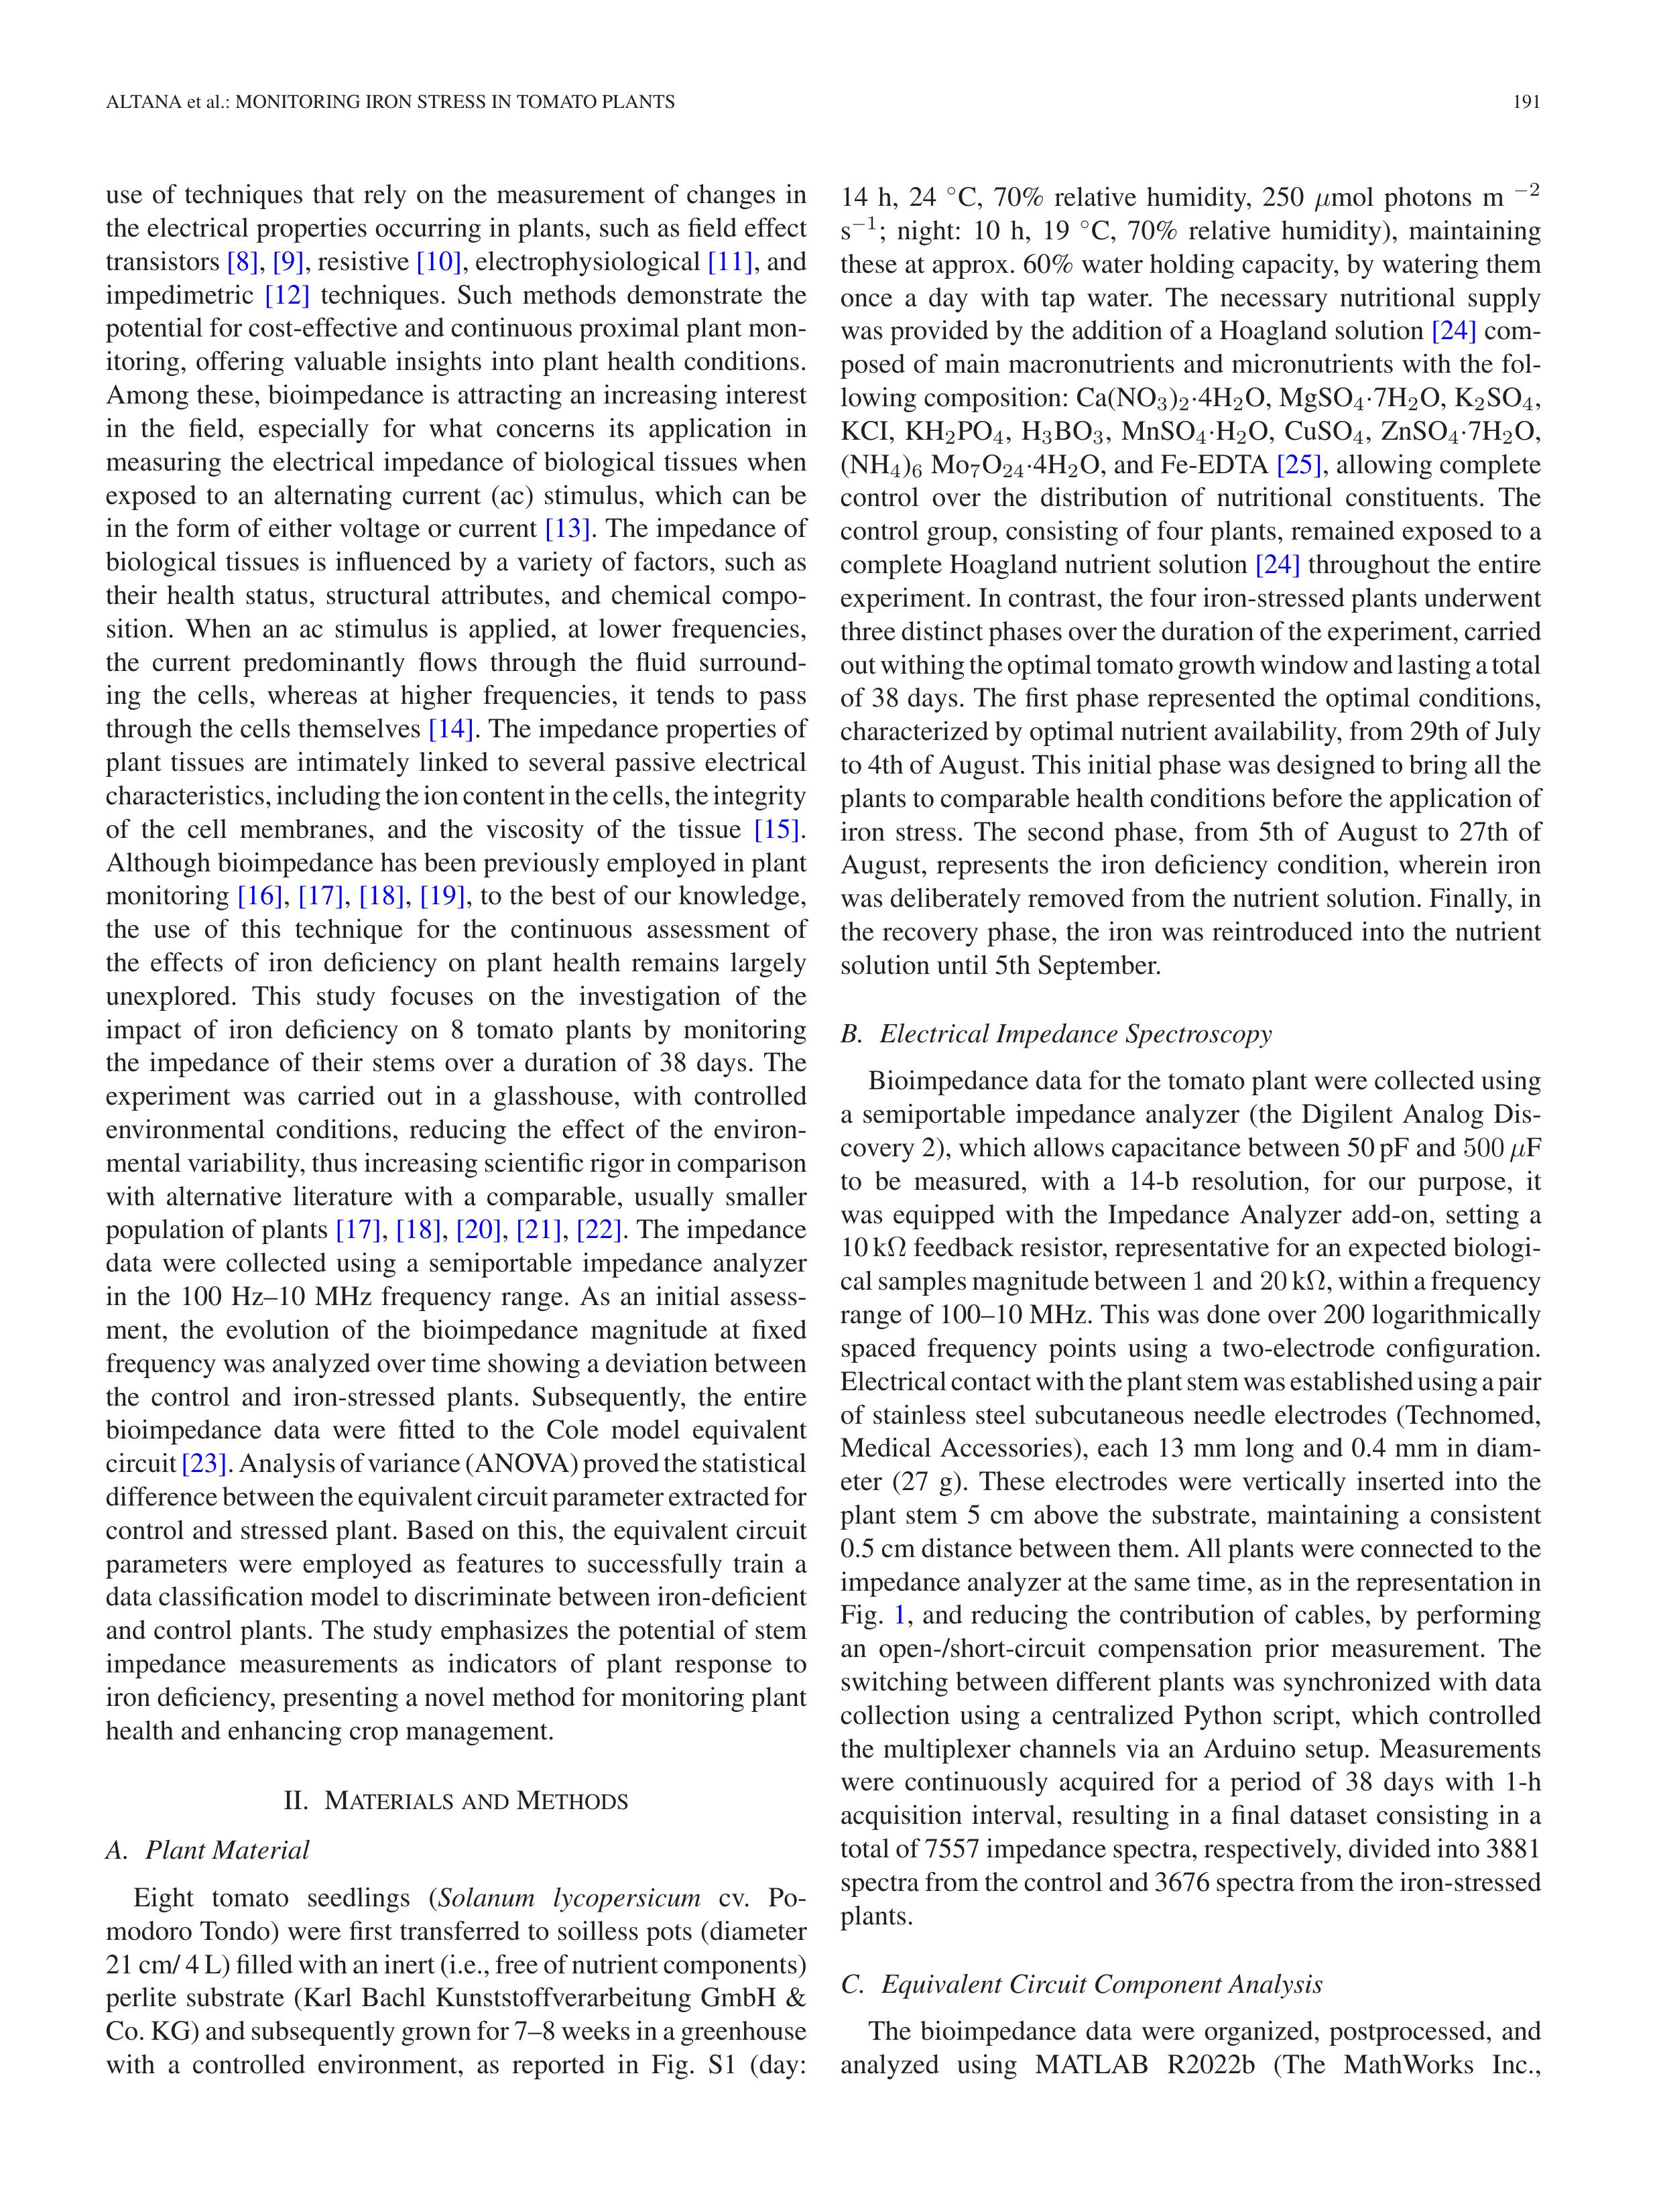 ALTANA et al.: MONITORING IRON STRESS IN TOMATO PLANTS
191
use of techniques that rely on the measurement of changes in
the electrical properties occurring in plants, such as field effect
transistors [8], [9], resistive [10], electrophysiological [11], and
impedimetric [12] techniques. Such methods demonstrate the
potential for cost-effective and continuous proximal plant mon-
itoring, offering valuable insights into plant health conditions.
Among these, bioimpedance is attracting an increasing interest
in the field, especially for what concerns its application in
measuring the electrical impedance of biological tissues when
exposed to an alternating current (ac) stimulus, which can be
in the form of either voltage or current [13]. The impedance of
biological tissues is influenced by a variety of factors, such as
their health status, structural attributes, and chemical compo-
sition. When an ac stimulus is applied, at lower frequencies,
the current predominantly flows through the fluid surround-
ing the cells, whereas at higher frequencies, it tends to pass
through the cells themselves [14]. The impedance properties of
plant tissues are intimately linked to several passive electrical
characteristics, including the ion content in the cells, the integrity
of the cell membranes, and the viscosity of the tissue [15].
Although bioimpedance has been previously employed in plant
monitoring [16], [17], [18], [19], to the best of our knowledge,
the use of this technique for the continuous assessment of
the effects of iron deficiency on plant health remains largely
unexplored. This study focuses on the investigation of the
impact of iron deficiency on 8 tomato plants by monitoring
the impedance of their stems over a duration of 38 days. The
experiment was carried out in a glasshouse, with controlled
environmental conditions, reducing the effect of the environ-
mental variability, thus increasing scientific rigor in comparison
with alternative literature with a comparable, usually smaller
population of plants [17], [18], [20], [21], [22]. The impedance
data were collected using a semiportable impedance analyzer
in the 100 Hz–10 MHz frequency range. As an initial assess-
ment, the evolution of the bioimpedance magnitude at fixed
frequency was analyzed over time showing a deviation between
the control and iron-stressed plants. Subsequently, the entire
bioimpedance data were fitted to the Cole model equivalent
circuit [23]. Analysis of variance (ANOVA) proved the statistical
difference between the equivalent circuit parameter extracted for
control and stressed plant. Based on this, the equivalent circuit
parameters were employed as features to successfully train a
data classification model to discriminate between iron-deficient
and control plants. The study emphasizes the potential of stem
impedance measurements as indicators of plant response to
iron deficiency, presenting a novel method for monitoring plant
health and enhancing crop management.
II. MATERIALS AND METHODS
A. Plant Material
Eight tomato seedlings (Solanum lycopersicum cv. Po-
modoro Tondo) were first transferred to soilless pots (diameter
21 cm/ 4 L) filled with an inert (i.e., free of nutrient components)
perlite substrate (Karl Bachl Kunststoffverarbeitung GmbH &
Co. KG) and subsequently grown for 7–8 weeks in a greenhouse
with a controlled environment, as reported in Fig. S1 (day:
14 h, 24 °C, 70% relative humidity, 250 μmol photons m ⁻²
s⁻¹; night: 10 h, 19 °C, 70% relative humidity), maintaining
these at approx. 60% water holding capacity, by watering them
once a day with tap water. The necessary nutritional supply
was provided by the addition of a Hoagland solution [24] com-
posed of main macronutrients and micronutrients with the fol-
lowing composition: Ca(NO₃)₂·4H₂O, MgSO₄·7H₂O, K₂SO₄,
KCI, KH₂PO₄, H₃BO₃, MnSO₄·H₂O, CuSO₄, ZnSO₄·7H₂O,
(NH₄)₆ Mo₇O₂₄·4H₂O, and Fe-EDTA [25], allowing complete
control over the distribution of nutritional constituents. The
control group, consisting of four plants, remained exposed to a
complete Hoagland nutrient solution [24] throughout the entire
experiment. In contrast, the four iron-stressed plants underwent
three distinct phases over the duration of the experiment, carried
out withing the optimal tomato growth window and lasting a total
of 38 days. The first phase represented the optimal conditions,
characterized by optimal nutrient availability, from 29th of July
to 4th of August. This initial phase was designed to bring all the
plants to comparable health conditions before the application of
iron stress. The second phase, from 5th of August to 27th of
August, represents the iron deficiency condition, wherein iron
was deliberately removed from the nutrient solution. Finally, in
the recovery phase, the iron was reintroduced into the nutrient
solution until 5th September.
B. Electrical Impedance Spectroscopy
Bioimpedance data for the tomato plant were collected using
a semiportable impedance analyzer (the Digilent Analog Dis-
covery 2), which allows capacitance between 50 pF and 500 μF
to be measured, with a 14-b resolution, for our purpose, it
was equipped with the Impedance Analyzer add-on, setting a
10 kΩ feedback resistor, representative for an expected biologi-
cal samples magnitude between 1 and 20 kΩ, within a frequency
range of 100–10 MHz. This was done over 200 logarithmically
spaced frequency points using a two-electrode configuration.
Electrical contact with the plant stem was established using a pair
of stainless steel subcutaneous needle electrodes (Technomed,
Medical Accessories), each 13 mm long and 0.4 mm in diam-
eter (27 g). These electrodes were vertically inserted into the
plant stem 5 cm above the substrate, maintaining a consistent
0.5 cm distance between them. All plants were connected to the
impedance analyzer at the same time, as in the representation in
Fig. 1, and reducing the contribution of cables, by performing
an open-/short-circuit compensation prior measurement. The
switching between different plants was synchronized with data
collection using a centralized Python script, which controlled
the multiplexer channels via an Arduino setup. Measurements
were continuously acquired for a period of 38 days with 1-h
acquisition interval, resulting in a final dataset consisting in a
total of 7557 impedance spectra, respectively, divided into 3881
spectra from the control and 3676 spectra from the iron-stressed
plants.
C. Equivalent Circuit Component Analysis
The bioimpedance data were organized, postprocessed, and
analyzed using MATLAB R2022b (The MathWorks Inc.,